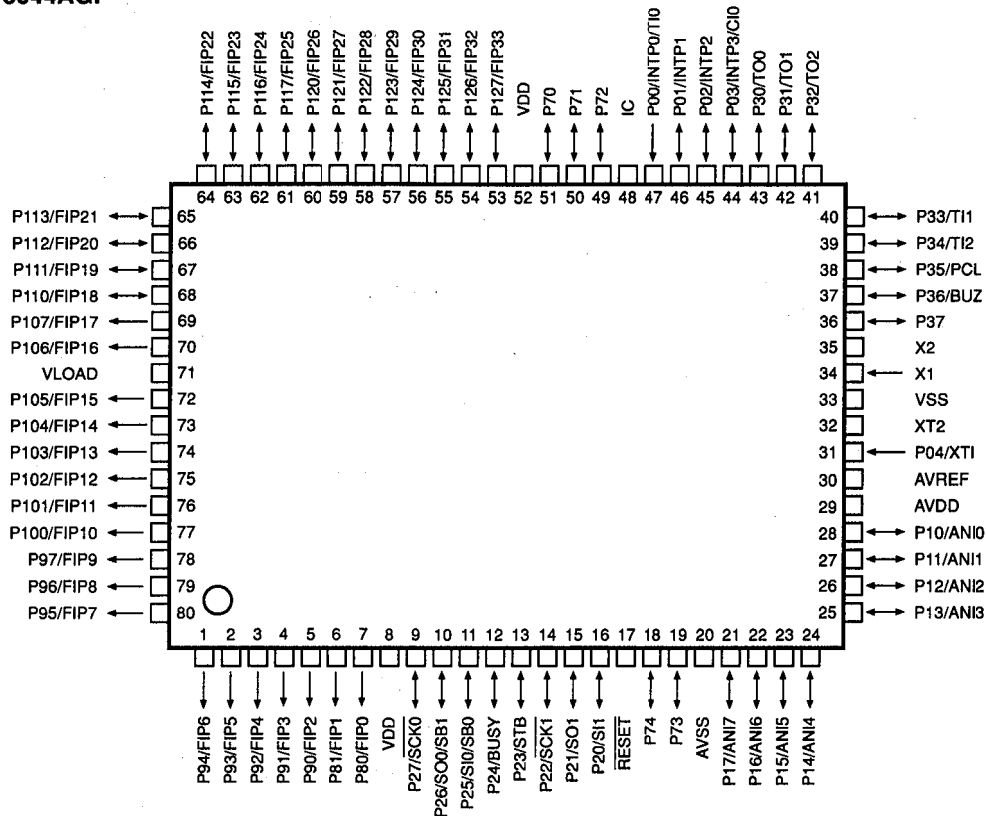 P114/FIP22
P115/FIP23
P116/FIP24
P117/FIP25
P120/FIP26
P121/FIP27
P122/FIP28
P123/FIP29
P124/FIP30
P125/FIP31
P126/FIP32
P127/FIP33
VDD
P70
P71
P72
IC
P00/INTP0/TI0
P01/INTP1
P02/INTP2
P03/INTP3/CI0
P30/TO0
P31/TO1
P32/TO2
64 63 62 61 60 59 58 57 56 55 54 53 52 51 50 49 48 47 46 45 44 43 42 41
P113/FIP21 65 40 P33/TI1
P112/FIP20 66 39 P34/TI2
P111/FIP19 67 38 P35/PCL
P110/FIP18 68 37 P36/BUZ
P107/FIP17 69 36 P37
P106/FIP16 70 35 X2
VLOAD 71 34 X1
P105/FIP15 72 33 VSS
P104/FIP14 73 32 XT2
P103/FIP13 74 31 P04/XTI
P102/FIP12 75 30 AVREF
P101/FIP11 76 29 AVDD
P100/FIP10 77 28 P10/ANI0
P97/FIP9 78 27 P11/ANI1
P96/FIP8 79 26 P12/ANI2
P95/FIP7 80 25 P13/ANI3
1 2 3 4 5 6 7 8 9 10 11 12 13 14 15 16 17 18 19 20 21 22 23 24
P94/FIP6
P93/FIP5
P92/FIP4
P91/FIP3
P90/FIP2
P81/FIP1
P80/FIP0
VDD
P27/SCK0
P26/SO0/SB1
P25/SI0/SB0
P24/BUSY
P23/STB
P22/SCK1
P21/SO1
P20/SI1
RESET
P74
P73
AVSS
P17/ANI7
P16/ANI6
P15/ANI5
P14/ANI4